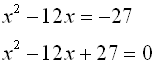 x² − 12x = −27
x² − 12x + 27 = 0